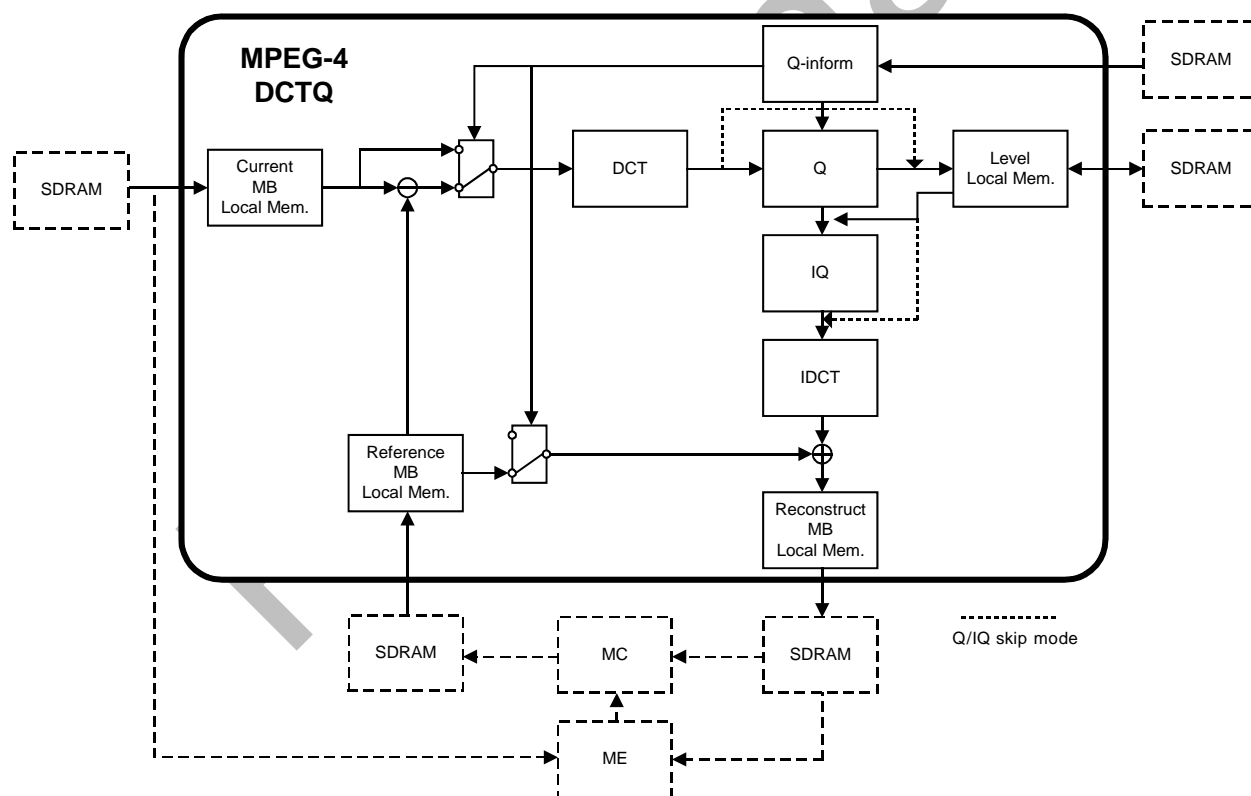 MPEG-4
DCTQ
Q-inform
SDRAM
SDRAM
Current
MB
Local Mem.
DCT
Q
Level
Local Mem.
SDRAM
IQ
IDCT
Reference
MB
Local Mem.
Reconstruct
MB
Local Mem.
SDRAM
MC
SDRAM
Q/IQ skip mode
ME